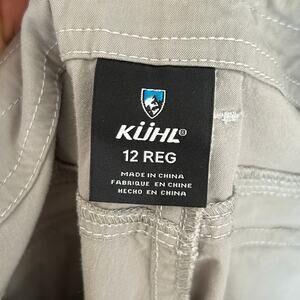 KÜHL®
12 REG
MADE IN CHINA
FABRIQUE EN CHINE
HECHO EN CHINA